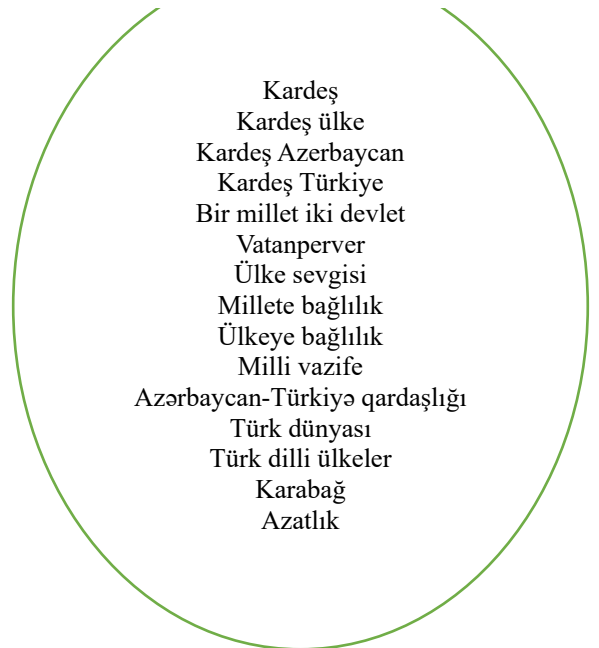 Kardeş
Kardeş ülke
Kardeş Azerbaycan
Kardeş Türkiye
Bir millet iki devlet
Vatanperver
Ülke sevgisi
Millete bağlılık
Ülkeye bağlılık
Milli vazife
Azərbaycan-Türkiyə qardaşlığı
Türk dünyası
Türk dilli ülkeler
Karabağ
Azatlık